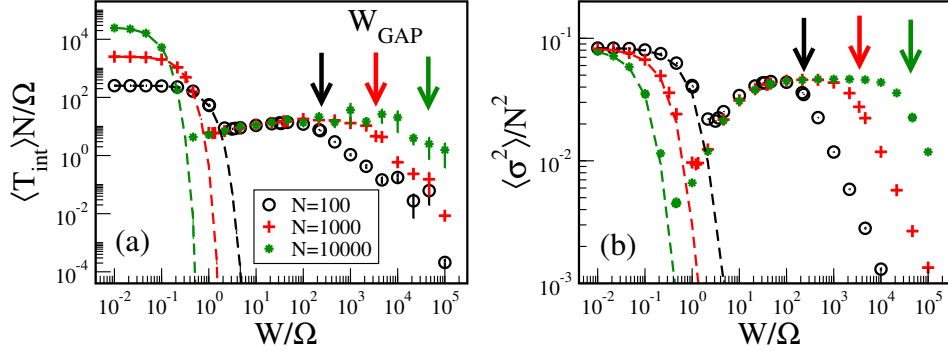 ⟨T_int⟩N/Ω
10^4
10^2
10^0
10^-2
10^-4
W_GAP
(a)
N=100
N=1000
N=10000
10^-2 10^-1 10^0 10^1 10^2 10^3 10^4 10^5
W/Ω
⟨σ^2⟩/N^2
10^-1
10^-2
10^-3
(b)
10^-2 10^-1 10^0 10^1 10^2 10^3 10^4 10^5
W/Ω